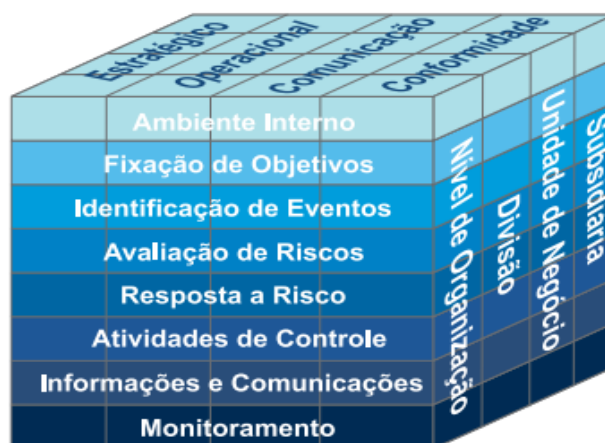 Estratégico
Operacional
Comunicação
Conformidade
Ambiente Interno
Fixação de Objetivos
Identificação de Eventos
Avaliação de Riscos
Resposta a Risco
Atividades de Controle
Informações e Comunicações
Monitoramento
Nível de Organização
Divisão
Unidade de Negócio
Subsidiaria